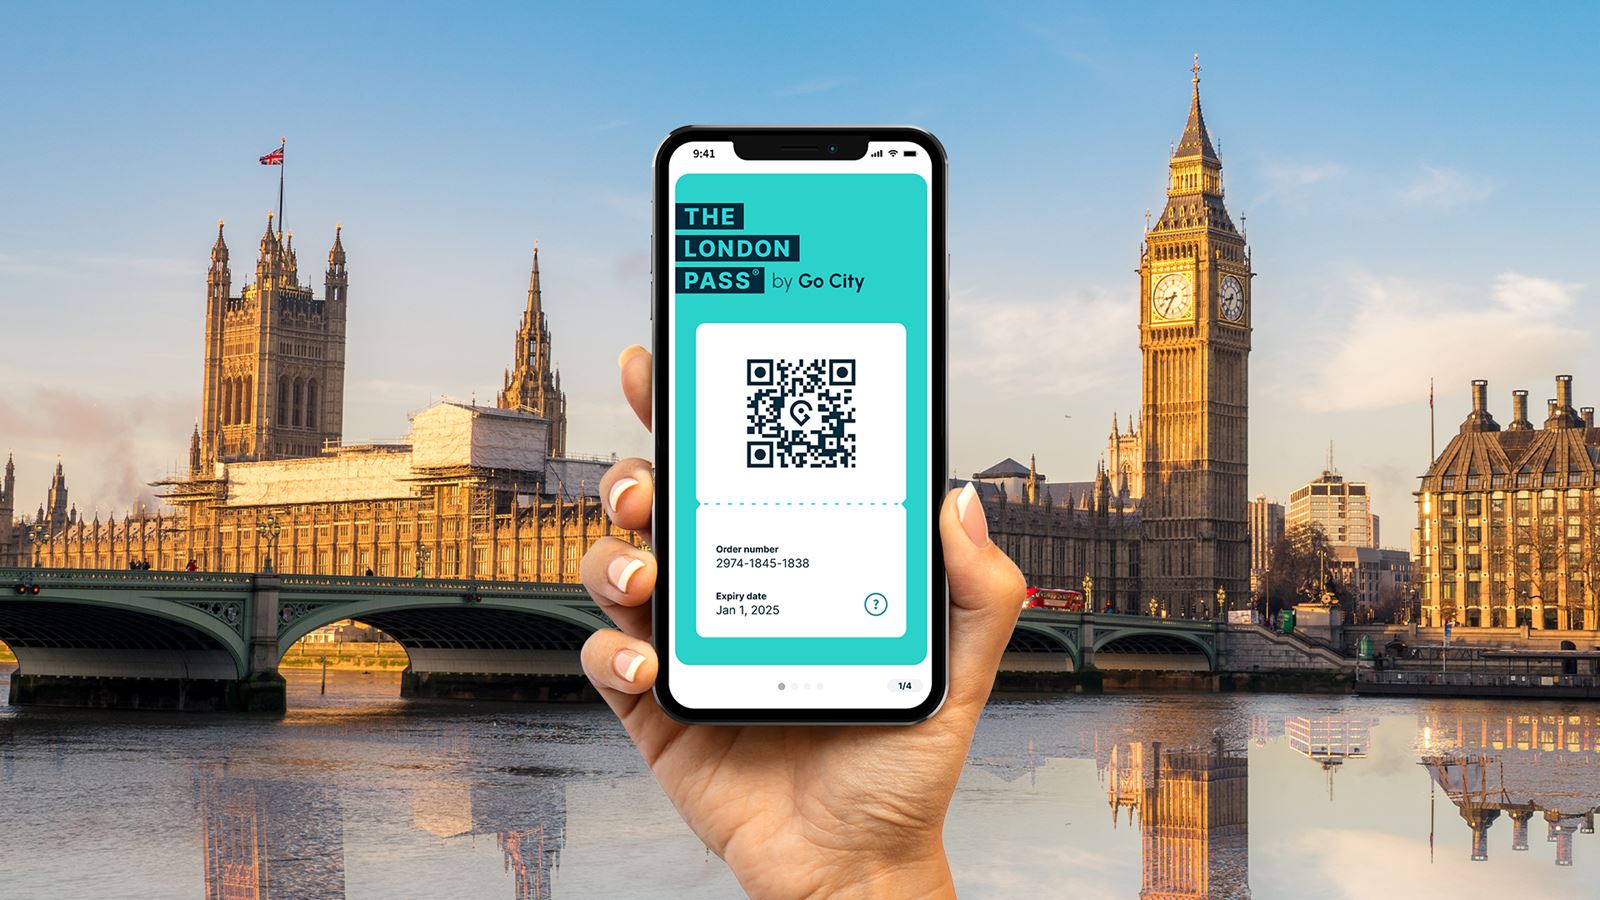 9:41
THE
LONDON
PASS® by Go City
Order number
2974-1845-1838
Expiry date
Jan 1, 2025
?
1/4